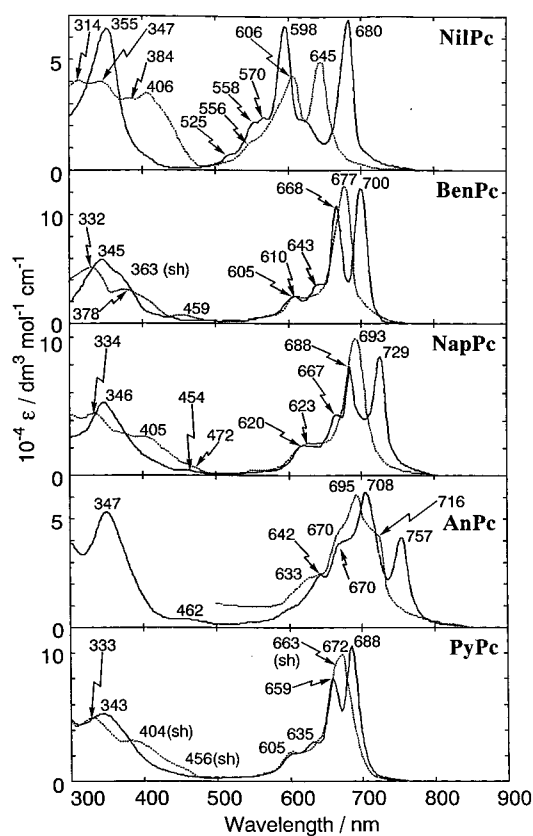 314 355 347 384 406 525 556 558 570 606 598 645 680 NilPc
5
0
332 345 363 (sh) 378 459 605 610 643 668 677 700 BenPc
10
0
334 346 405 454 472 620 623 667 688 693 729 NapPc
10
0
347 462 633 642 670 695 670 708 716 757 AnPc
5
0
333 343 404(sh) 456(sh) 605 635 659 663 (sh) 672 688 PyPc
10
0
10⁻⁴ ε / dm³ mol⁻¹ cm⁻¹
300 400 500 600 700 800 900
Wavelength / nm